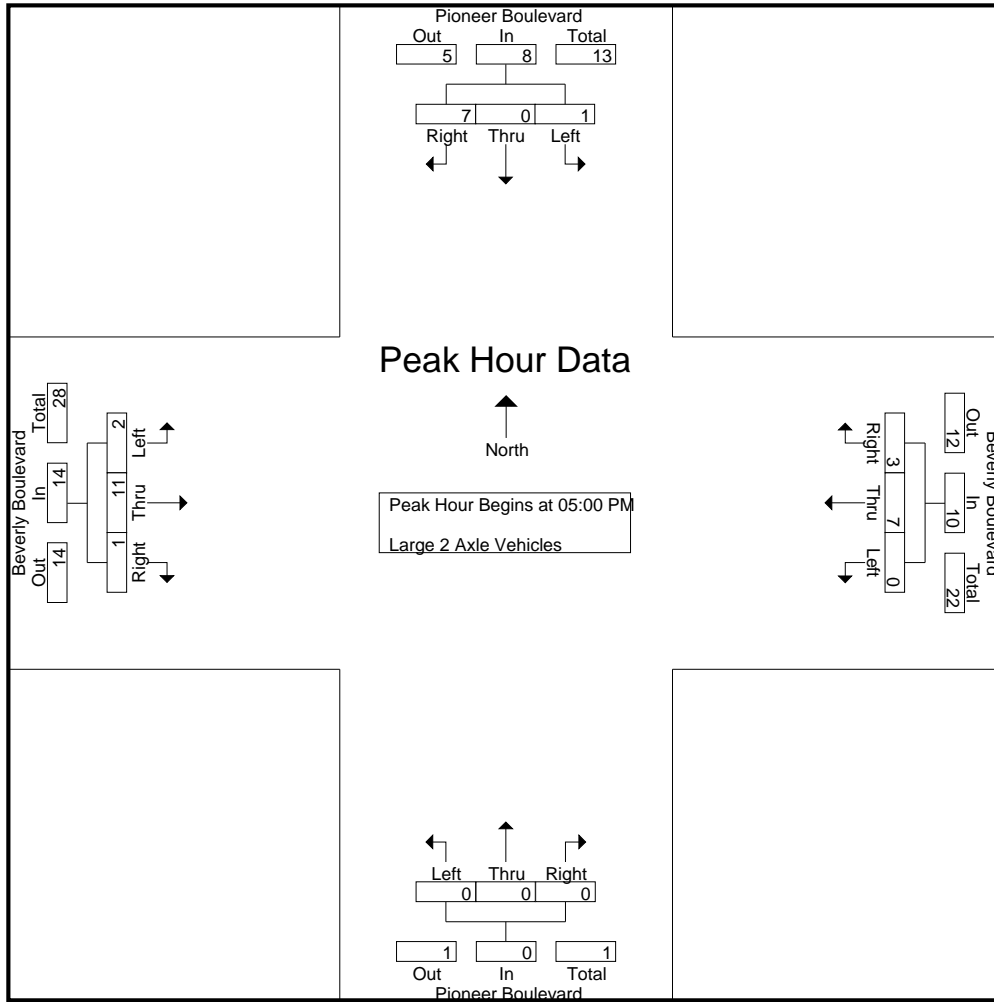 Pioneer Boulevard
Out In Total
5 8 13
7 0 1
Right Thru Left
Peak Hour Data
North
Peak Hour Begins at 05:00 PM
Large 2 Axle Vehicles
Beverly Boulevard
Out In Total
14 14 28
Right Thru Left
1 11 2
Beverly Boulevard
Out In Total
12 10 22
Right Thru Left
3 7 0
Left Thru Right
0 0 0
1 0 1
Out In Total
Pioneer Boulevard